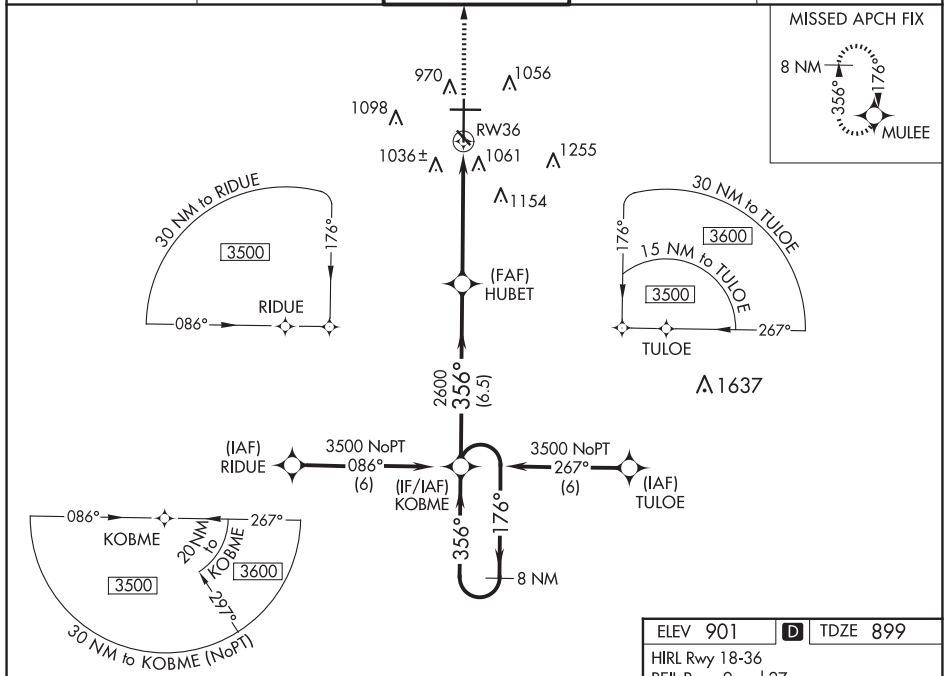 MISSED APCH FIX
8 NM
356°
176°
MULEE
970
1056
1098
RW36
1036±
1061
1255
1154
30 NM to RIDUE
3500
176°
086°
RIDUE
(FAF)
HUBET
30 NM to TULOE
3600
15 NM to TULOE
3500
176°
267°
TULOE
1637
2600
356°
(6.5)
(IAF)
RIDUE
3500 NoPT
086°
(6)
(IF/IAF)
KOBME
3500 NoPT
267°
(6)
(IAF)
TULOE
356°
176°
8 NM
086°
KOBME
267°
20 NM
to
KOBME
3500
3600
297°
30 NM to KOBME (NoPT)
ELEV 901 D TDZE 899
HIRL Rwy 18-36